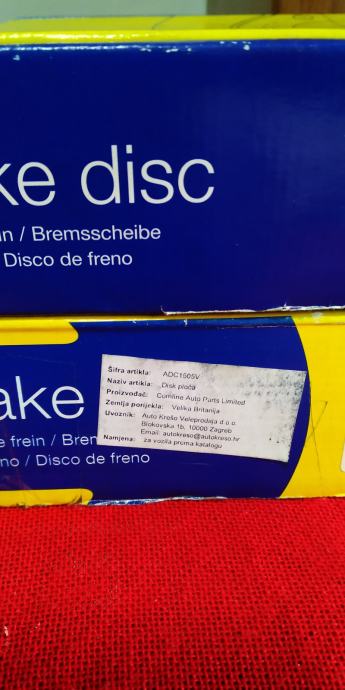 ke disc
in / Bremsscheibe
Disco de freno
ake
e frein / Bren
no / Disco de freno
Šifra artikla: ADC1505V
Naziv artikla: Disk ploča
Proizvođač: Comline Auto Parts Limited
Zemlja porijekla: Velika Britanija
Uvoznik: Auto Krešo Veleprodaja d.o.o.
Biokovska 1b, 10000 Zagreb
Email: autokreso@autokreso.hr
Namjena: za vozila prema katalogu